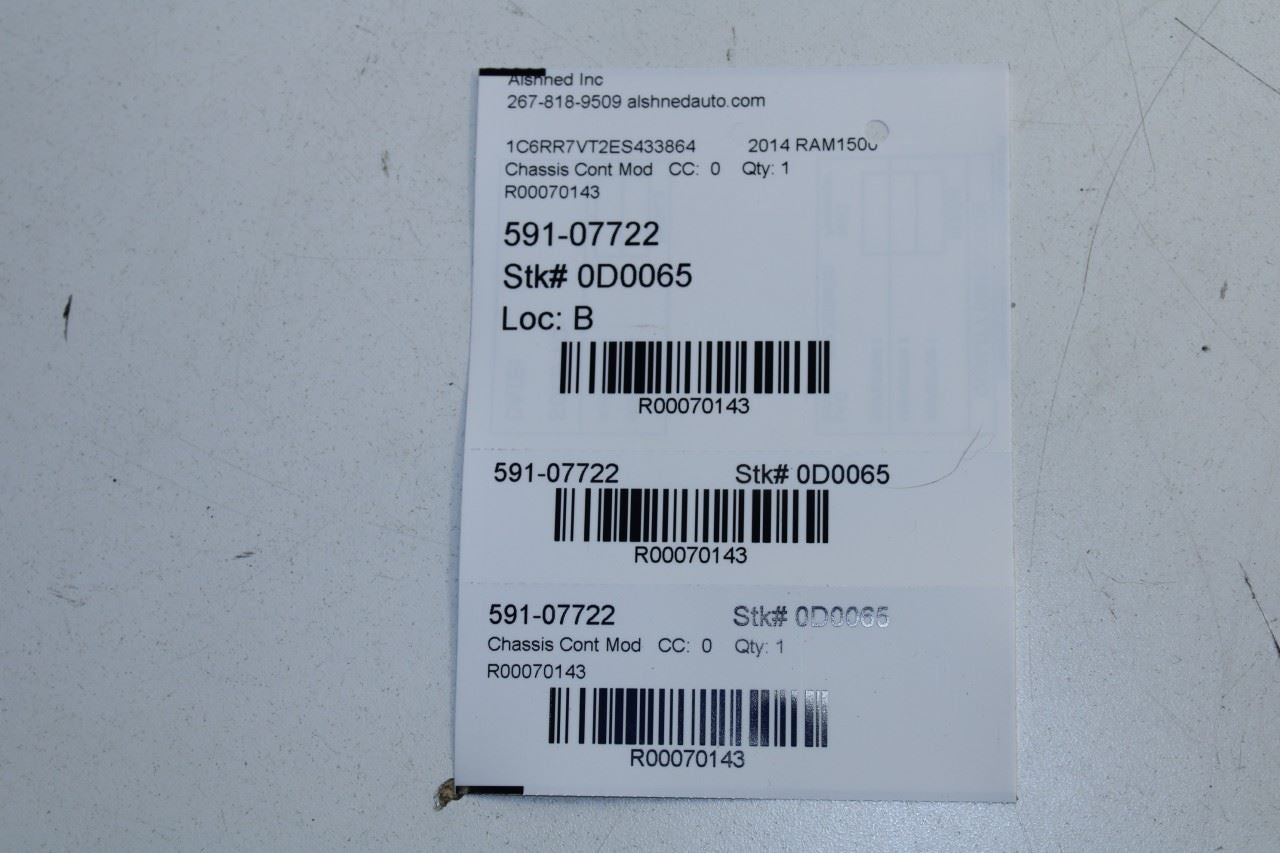 Alshned Inc
267-818-9509 alshnedauto.com
1C6RR7VT2ES433864 2014 RAM1500
Chassis Cont Mod CC: 0 Qty: 1
R00070143
591-07722
Stk# 0D0065
Loc: B
R00070143
591-07722 Stk# 0D0065
R00070143
591-07722 Stk# 0D0065
Chassis Cont Mod CC: 0 Qty: 1
R00070143
R00070143